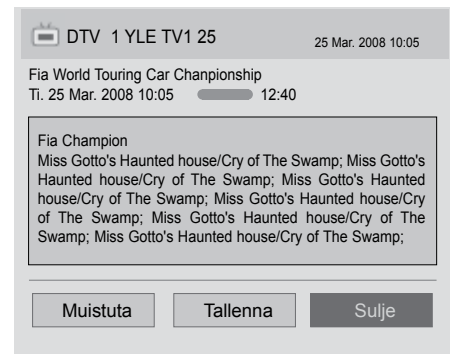 DTV 1 YLE TV1 25 25 Mar. 2008 10:05
Fia World Touring Car Chanpionship
Ti. 25 Mar. 2008 10:05 12:40
Fia Champion
Miss Gotto's Haunted house/Cry of The Swamp; Miss Gotto's
Haunted house/Cry of The Swamp; Miss Gotto's Haunted
house/Cry of The Swamp; Miss Gotto's Haunted house/Cry
of The Swamp; Miss Gotto's Haunted house/Cry of The
Swamp; Miss Gotto's Haunted house/Cry of The Swamp;
Muistuta Tallenna Sulje